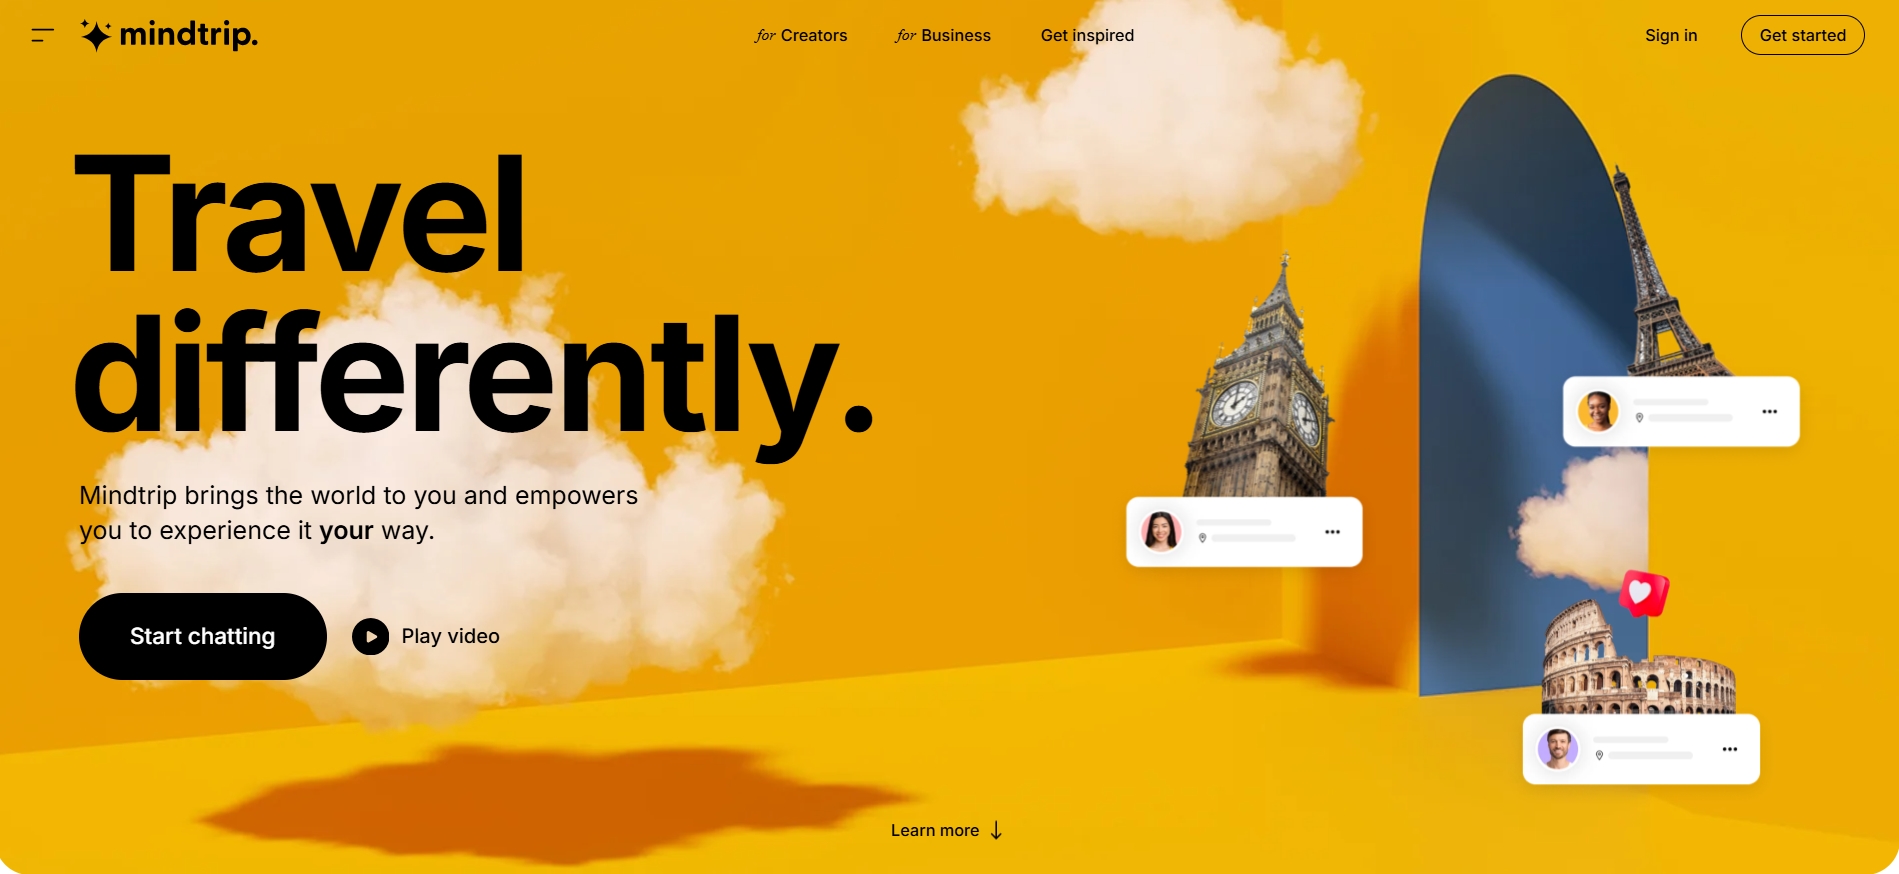 mindtrip.
for Creators
for Business
Get inspired
Sign in
Get started
Travel
differently.
Mindtrip brings the world to you and empowers
you to experience it your way.
Start chatting
Play video
Learn more ↓